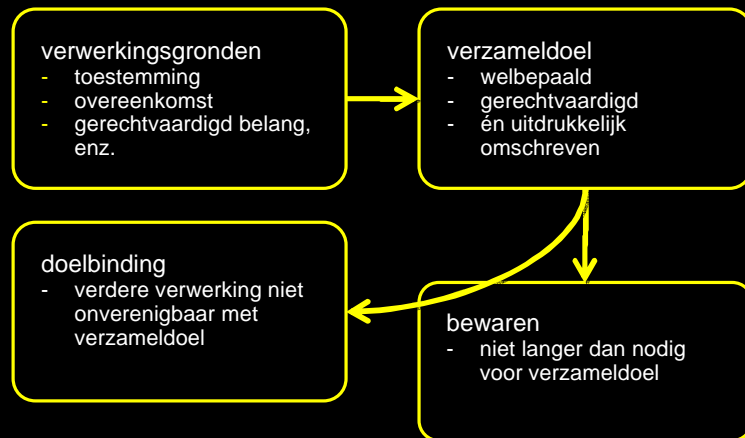 verwerkingsgronden
- toestemming
- overeenkomst
- gerechtvaardigd belang,
enz.
verzameldoel
- welbepaald
- gerechtvaardigd
- én uitdrukkelijk
omschreven
doelbinding
- verdere verwerking niet
onverenigbaar met
verzameldoel
bewaren
- niet langer dan nodig
voor verzameldoel